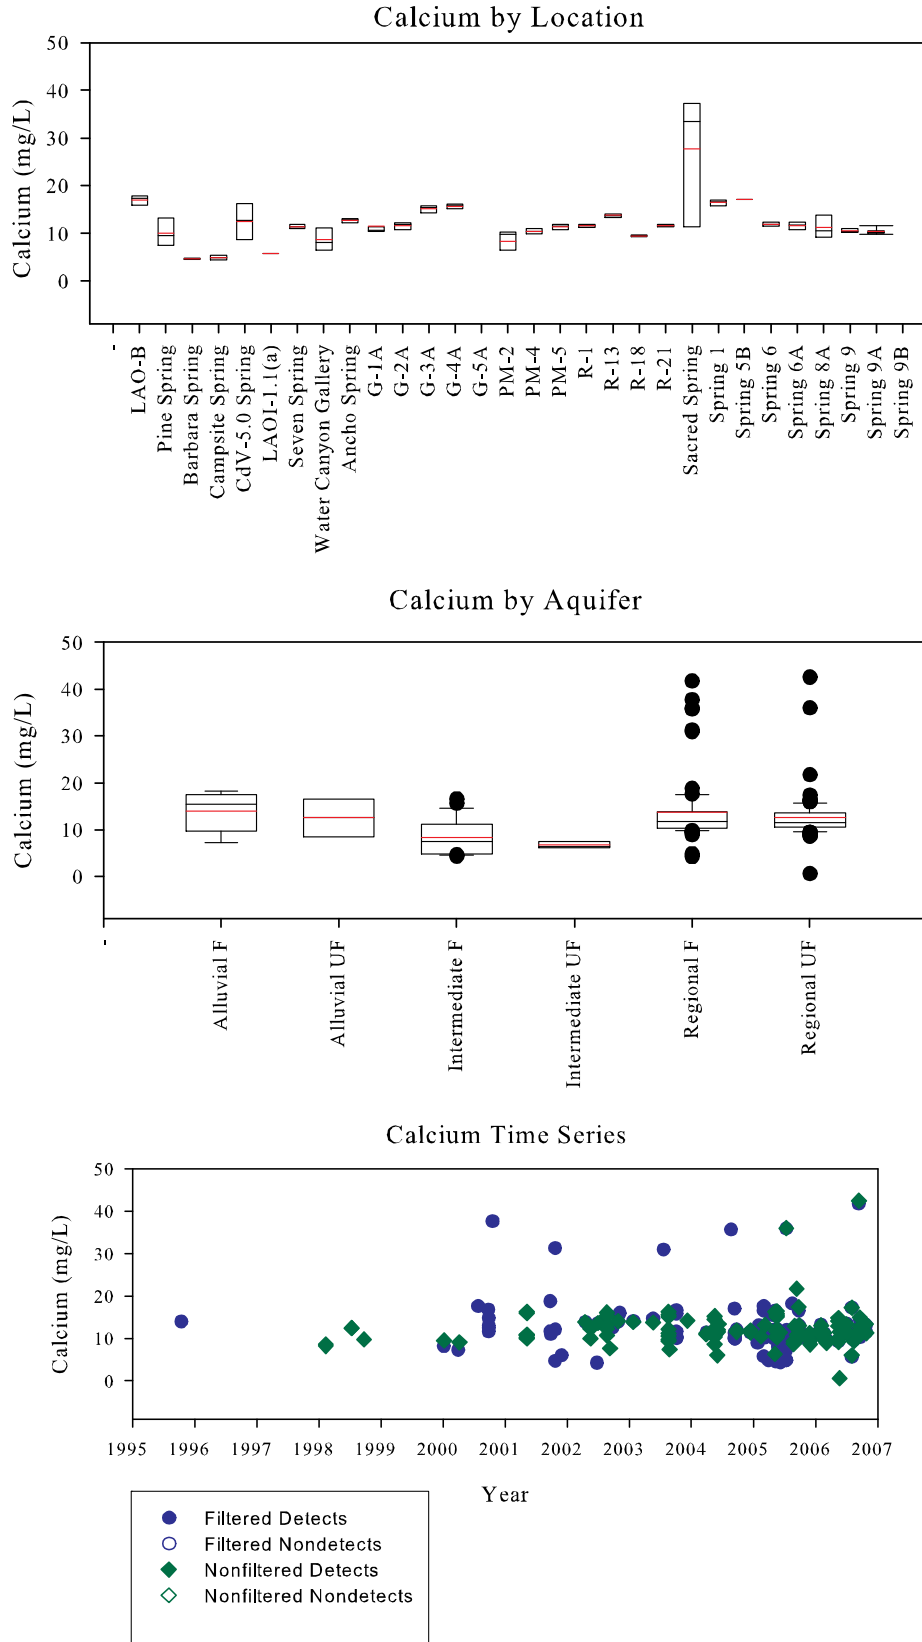 Calcium by Location
50
40
30
20
10
0
Calcium (mg/L)
-
LAO-B
Pine Spring
Barbara Spring
Campsite Spring
CdV-5.0 Spring
LAOI-1.1(a)
Seven Spring
Water Canyon Gallery
Ancho Spring
G-1A
G-2A
G-3A
G-4A
G-5A
PM-2
PM-4
PM-5
R-1
R-13
R-18
R-21
Sacred Spring
Spring 1
Spring 5B
Spring 6
Spring 6A
Spring 8A
Spring 9
Spring 9A
Spring 9B
Calcium by Aquifer
50
40
30
20
10
0
Calcium (mg/L)
-
Alluvial F
Alluvial UF
Intermediate F
Intermediate UF
Regional F
Regional UF
Calcium Time Series
50
40
30
20
10
0
Calcium (mg/L)
1995 1996 1997 1998 1999 2000 2001 2002 2003 2004 2005 2006 2007
Year
Filtered Detects
Filtered Nondetects
Nonfiltered Detects
Nonfiltered Nondetects